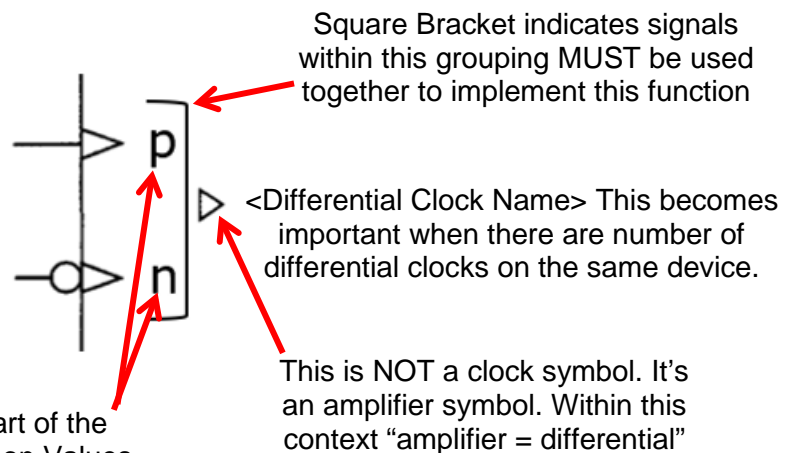 Square Bracket indicates signals
within this grouping MUST be used
together to implement this function
p
<Differential Clock Name> This becomes
important when there are number of
differential clocks on the same device.
n
This is NOT a clock symbol. It's
an amplifier symbol. Within this
context “amplifier = differential”
art of the